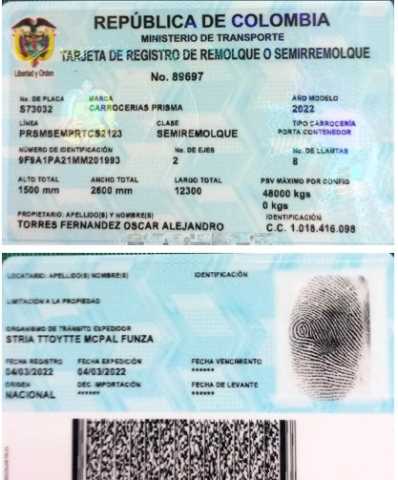 REPÚBLICA DE COLOMBIA
MINISTERIO DE TRANSPORTE
TARJETA DE REGISTRO DE REMOLQUE O SEMIRREMOLQUE
Libertad y Orden
No. 89697
No. DE PLACA MARCA AÑO MODELO
S73032 CARROCERIAS PRISMA 2022
LÍNEA CLASE TIPO CARROCERÍA
PRSMSEMPRTCS2123 SEMIREMOLQUE PORTA CONTENEDOR
NÚMERO DE IDENTIFICACIÓN No. DE EJES No. DE LLANTAS
9F9A1PA21MM201993 2 8
ALTO TOTAL ANCHO TOTAL LARGO TOTAL PBV MÁXIMO POR CONFIG
1500 mm 2600 mm 12300 48000 kgs
0 kgs
PROPIETARIO: APELLIDO(S) Y NOMBRE(S) IDENTIFICACIÓN
TORRES FERNANDEZ OSCAR ALEJANDRO C.C. 1.018.416.098
LOCATARIO: APELLIDO(S) NOMBRE(S) IDENTIFICACIÓN
LIMITACIÓN A LA PROPIEDAD
ORGANISMO DE TRÁNSITO EXPEDIDOR
STRIA TTOYTTE MCPAL FUNZA
FECHA REGISTRO FECHA EXPEDICIÓN FECHA VENCIMIENTO
04/03/2022 04/03/2022 ******
ORIGEN DEC. IMPORTACIÓN FECHA DE LEVANTE
NACIONAL ****** ******